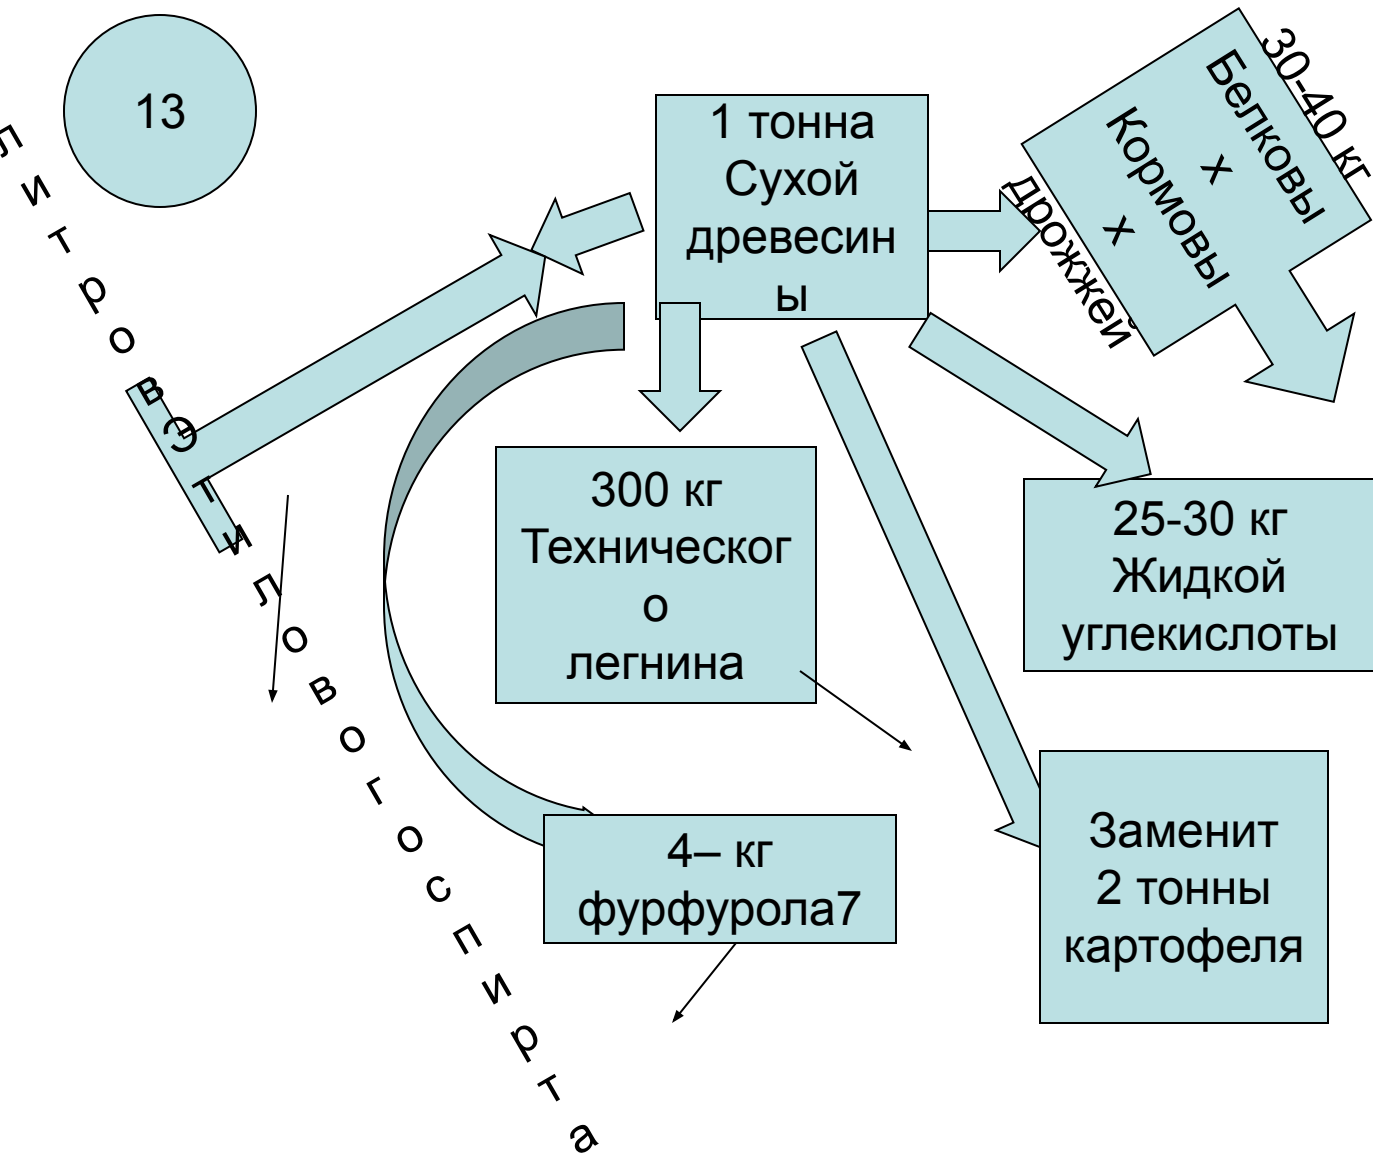 13
1 тонна
Сухой
древесин
ы
30-40 кг
Белковы
х
Кормовы
х
дрожжей
литров
Этилового спирта
300 кг
Техническог
о
легнина
25-30 кг
Жидкой
углекислоты
4– кг
фурфурола7
Заменит
2 тонны
картофеля